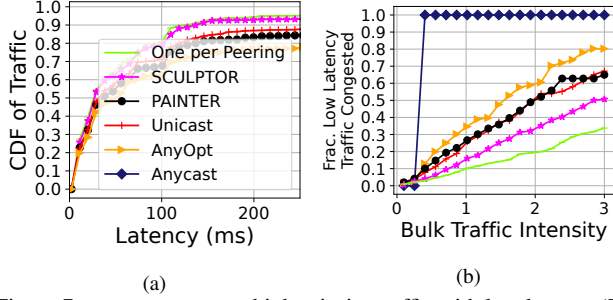 CDF of Traffic
1.0
0.9
0.8
0.7
0.6
0.5
0.4
0.3
0.2
0.1
0.0
One per Peering
SCULPTOR
PAINTER
Unicast
AnyOpt
Anycast
0
100
200
Latency (ms)
(a)
Frac. Low Latency
Traffic Congested
1.0
0.9
0.8
0.7
0.6
0.5
0.4
0.3
0.2
0.1
0.0
0
1
2
3
Bulk Traffic Intensity
(b)